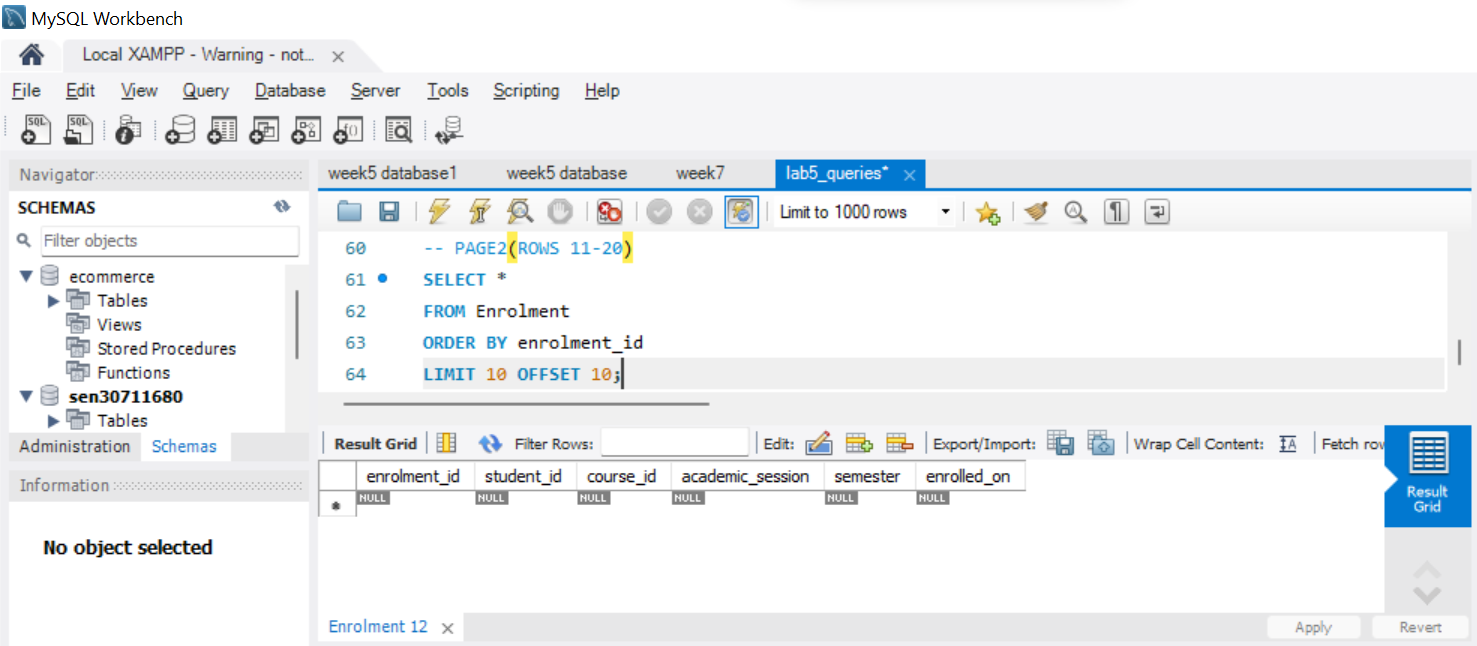 MySQL Workbench
Local XAMPP - Warning - not...
File Edit View Query Database Server Tools Scripting Help
SQL SQL
Navigator
SCHEMAS
Filter objects
ecommerce
Tables
Views
Stored Procedures
Functions
sen30711680
Tables
Administration Schemas
Information
No object selected
week5 database1 week5 database week7 lab5_queries*
Limit to 1000 rows
60 -- PAGE2(ROWS 11-20)
61 SELECT *
62 FROM Enrolment
63 ORDER BY enrolment_id
64 LIMIT 10 OFFSET 10;
Result Grid Filter Rows: Edit: Export/Import: Wrap Cell Content: IA Fetch row
enrolment_id student_id course_id academic_session semester enrolled_on
* NULL NULL NULL NULL NULL NULL
Result
Grid
Enrolment 12
Apply Revert